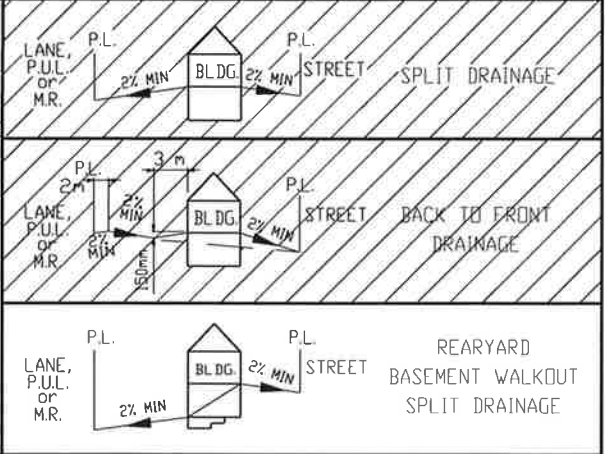 P.L.
P.L.
LANE,
P.U.L.
or
M.R.
2% MIN
BLDG.
2% MIN
STREET
SPLIT DRAINAGE
P.L.
3 m
2m
P.L.
LANE,
P.U.L.
or
M.R.
2% MIN
2% MIN
150mm
BLDG.
2% MIN
STREET
BACK TO FRONT
DRAINAGE
P.L.
P.L.
LANE,
P.U.L.
or
M.R.
2% MIN
BLDG.
2% MIN
STREET
REARYARD
BASEMENT WALKOUT
SPLIT DRAINAGE